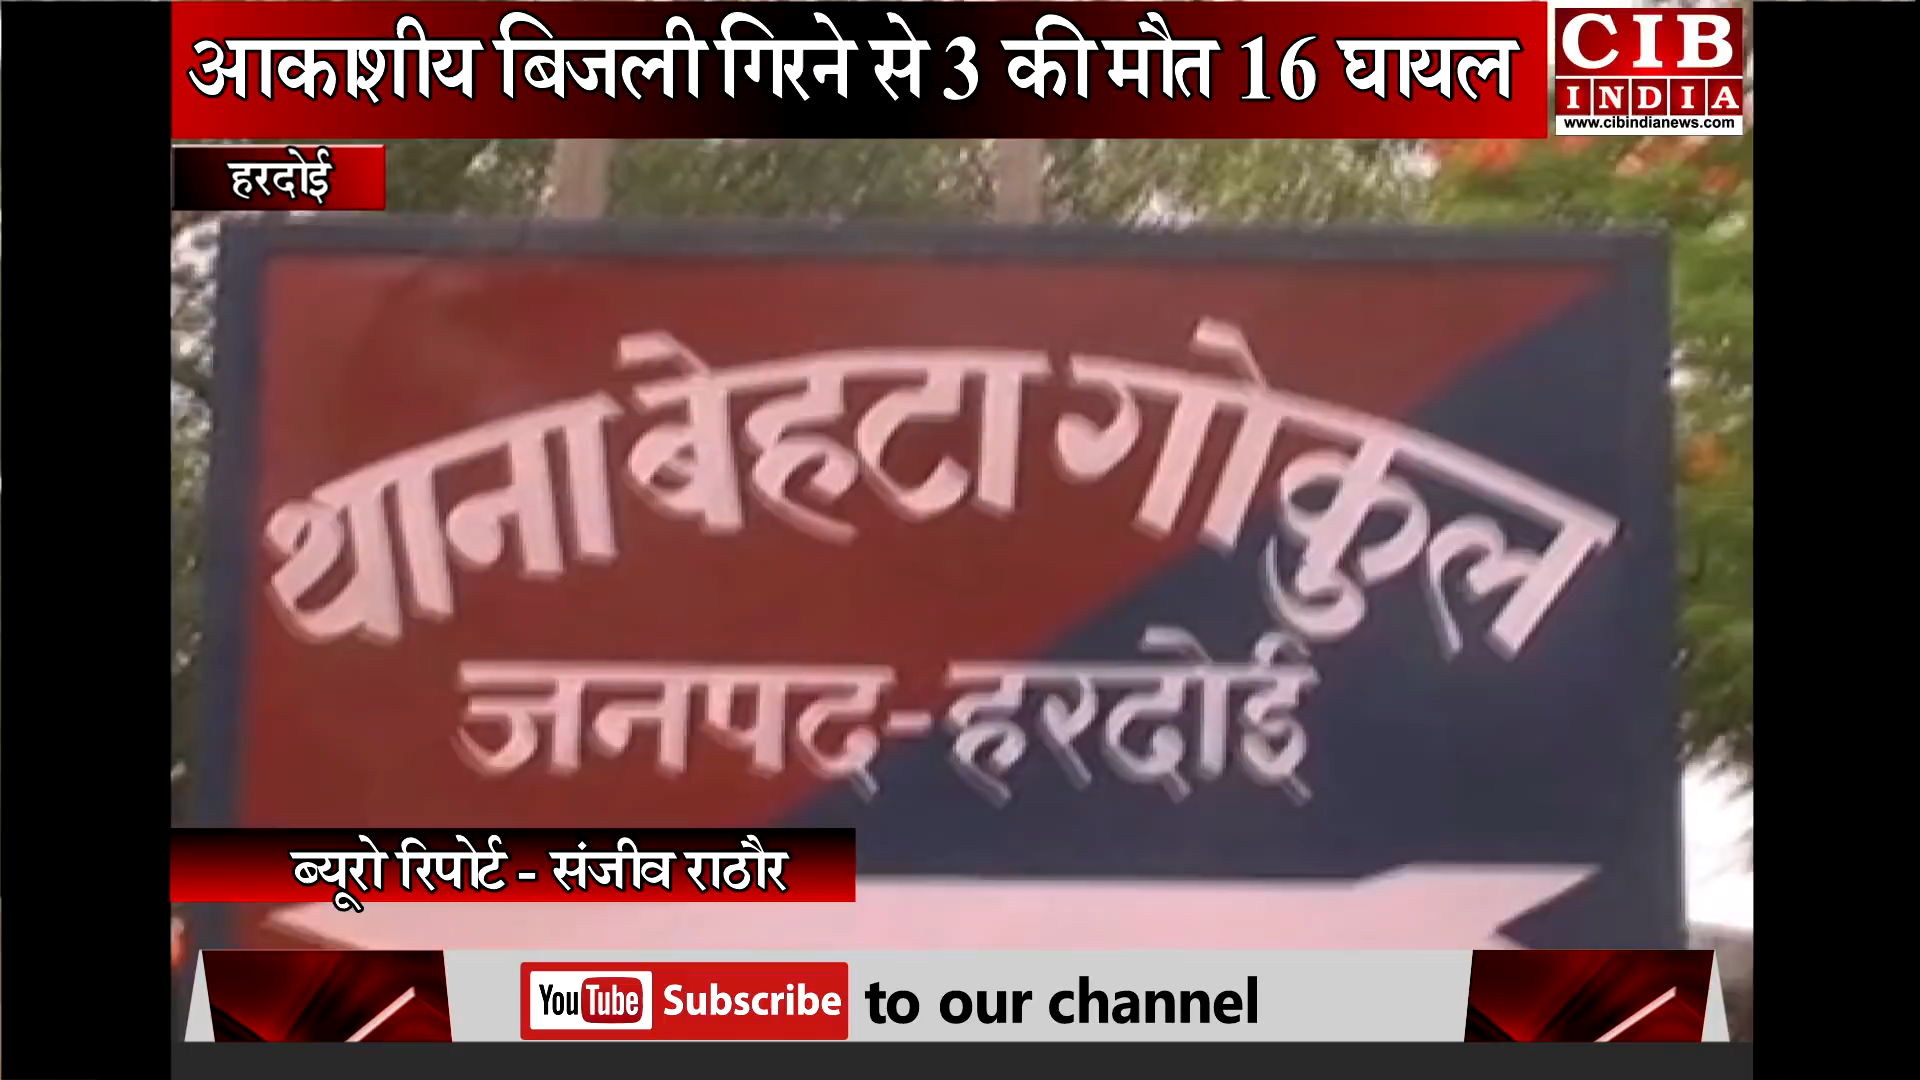 आकाशीय बिजली गिरने से 3 की मौत 16 घायल
CIB
INDIA
www.cibindianews.com
हरदोई
थाना बेहटा गोकुल
जनपद-हरदोई
ब्यूरो रिपोर्ट - संजीव राठौर
YouTube Subscribe to our channel